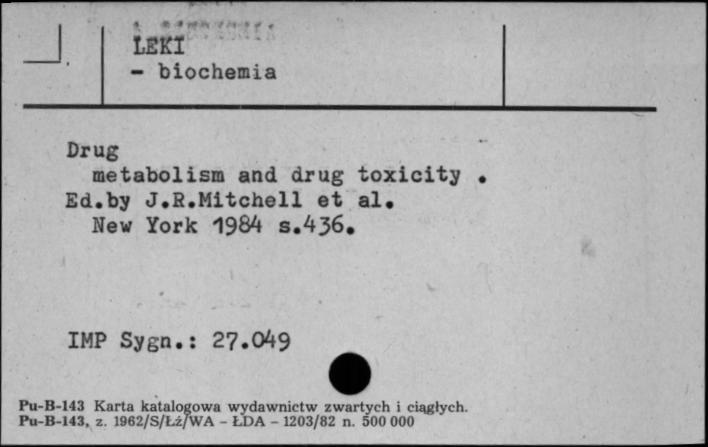 LEKI
- biochemia
Drug
metabolism and drug toxicity .
Ed.by J.R.Mitchell et al.
New York 1984 s.436.
IMP Sygn.: 27.049
Pu-B-143 Karta katalogowa wydawnictw zwartych i ciągłych.
Pu-B-143, z. 1962/S/Łż/WA - ŁDA - 1203/82 n. 500 000